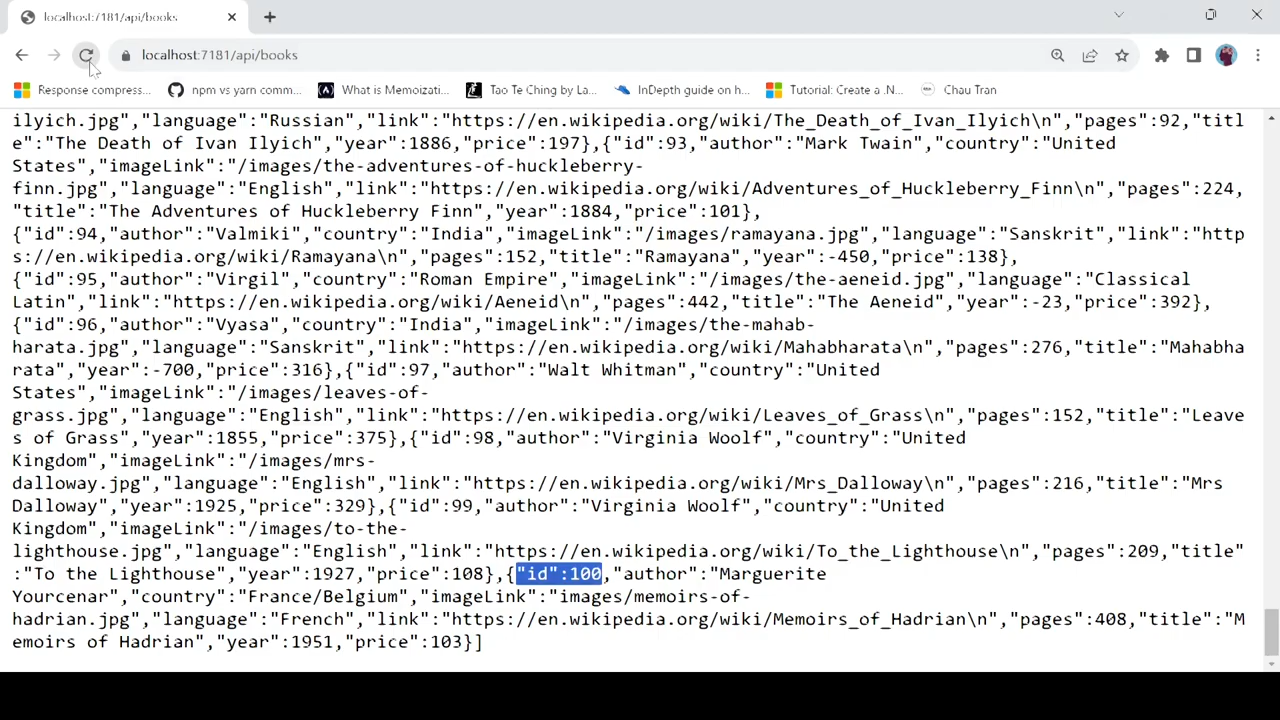 localhost:7181/api/books
localhost:7181/api/books
Response compress... npm vs yarn comm... What is Memoizati... Tao Te Ching by La... InDepth guide on h... Tutorial: Create a .N... Chau Tran
ilyich.jpg","language":"Russian","link":"https://en.wikipedia.org/wiki/The_Death_of_Ivan_Ilyich\n","pages":92,"titl
e":"The Death of Ivan Ilyich","year":1886,"price":197},{"id":93,"author":"Mark Twain","country":"United
States","imageLink":"/images/the-adventures-of-huckleberry-
finn.jpg","language":"English","link":"https://en.wikipedia.org/wiki/Adventures_of_Huckleberry_Finn\n","pages":224,
"title":"The Adventures of Huckleberry Finn","year":1884,"price":101},
{"id":94,"author":"Valmiki","country":"India","imageLink":"/images/ramayana.jpg","language":"Sanskrit","link":"http
s://en.wikipedia.org/wiki/Ramayana\n","pages":152,"title":"Ramayana","year":-450,"price":138},
{"id":95,"author":"Virgil","country":"Roman Empire","imageLink":"/images/the-aeneid.jpg","language":"Classical
Latin","link":"https://en.wikipedia.org/wiki/Aeneid\n","pages":442,"title":"The Aeneid","year":-23,"price":392},
{"id":96,"author":"Vyasa","country":"India","imageLink":"/images/the-mahab-
harata.jpg","language":"Sanskrit","link":"https://en.wikipedia.org/wiki/Mahabharata\n","pages":276,"title":"Mahabha
rata","year":-700,"price":316},{"id":97,"author":"Walt Whitman","country":"United
States","imageLink":"/images/leaves-of-
grass.jpg","language":"English","link":"https://en.wikipedia.org/wiki/Leaves_of_Grass\n","pages":152,"title":"Leave
s of Grass","year":1855,"price":375},{"id":98,"author":"Virginia Woolf","country":"United
Kingdom","imageLink":"/images/mrs-
dalloway.jpg","language":"English","link":"https://en.wikipedia.org/wiki/Mrs_Dalloway\n","pages":216,"title":"Mrs
Dalloway","year":1925,"price":329},{"id":99,"author":"Virginia Woolf","country":"United
Kingdom","imageLink":"/images/to-the-
lighthouse.jpg","language":"English","link":"https://en.wikipedia.org/wiki/To_the_Lighthouse\n","pages":209,"title"
:"To the Lighthouse","year":1927,"price":108},{"id":100,"author":"Marguerite
Yourcenar","country":"France/Belgium","imageLink":"images/memoirs-of-
hadrian.jpg","language":"French","link":"https://en.wikipedia.org/wiki/Memoirs_of_Hadrian\n","pages":408,"title":"M
emoirs of Hadrian","year":1951,"price":103}]